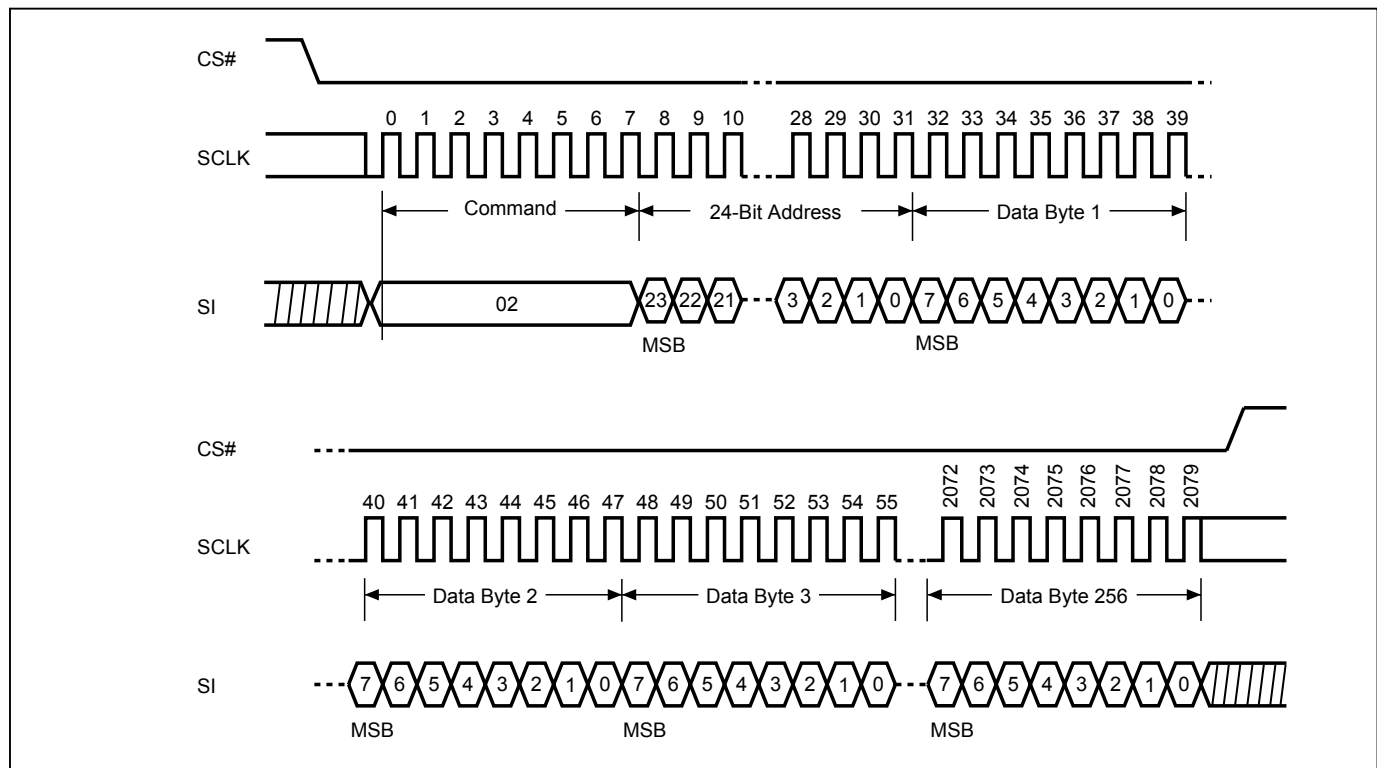 CS#
0 1 2 3 4 5 6 7 8 9 10 28 29 30 31 32 33 34 35 36 37 38 39
SCLK
Command 24-Bit Address Data Byte 1
SI 02 23 22 21 3 2 1 0 7 6 5 4 3 2 1 0
MSB MSB
CS#
40 41 42 43 44 45 46 47 48 49 50 51 52 53 54 55 2072 2073 2074 2075 2076 2077 2078 2079
SCLK
Data Byte 2 Data Byte 3 Data Byte 256
SI 7 6 5 4 3 2 1 0 7 6 5 4 3 2 1 0 7 6 5 4 3 2 1 0
MSB MSB MSB